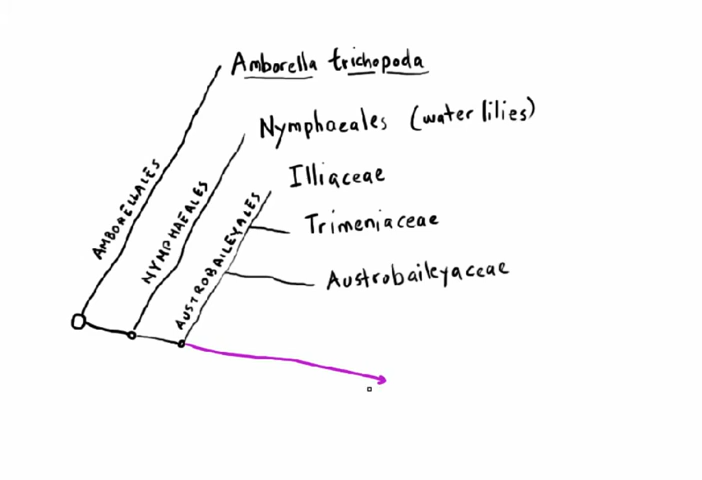 Amborella trichopoda
Nymphaeales (water lilies)
Illiaceae
Trimeniaceae
Austrobaileyaceae
AMBORELLALES
NYMPHAEALES
AUSTROBAILEYALES